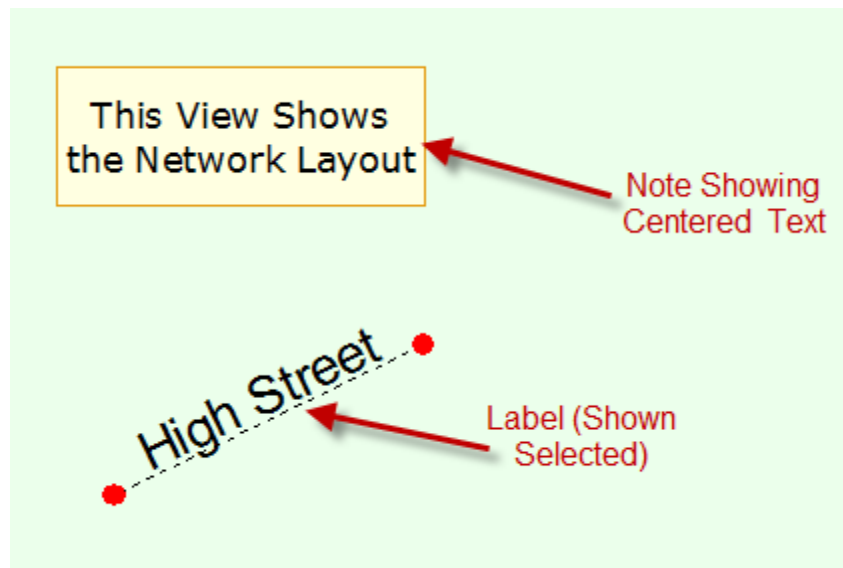 This View Shows
the Network Layout
Note Showing
Centered Text
High Street
Label (Shown
Selected)